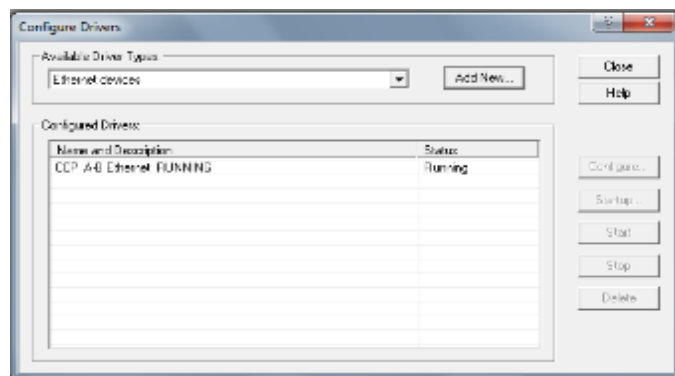 Configure Drivers
Available Driver Types:
Ethernet devices
Add New...
Close
Help
Configured Drivers:
Name and Description
Status
A-B Ethernet RUNNING
Running
Configure...
Startup...
Start
Stop
Delete